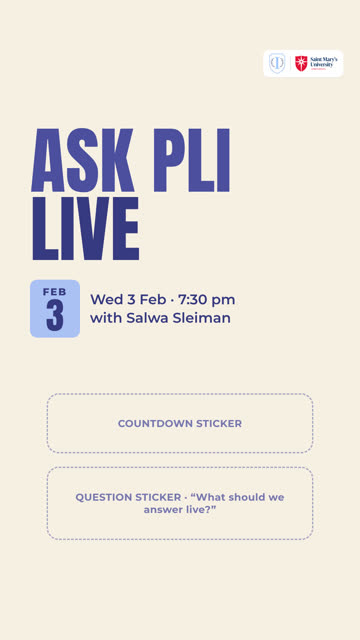 Saint Mary's
University
ASK PLI
LIVE
FEB
3
Wed 3 Feb · 7:30 pm
with Salwa Sleiman
COUNTDOWN STICKER
QUESTION STICKER · “What should we
answer live?”